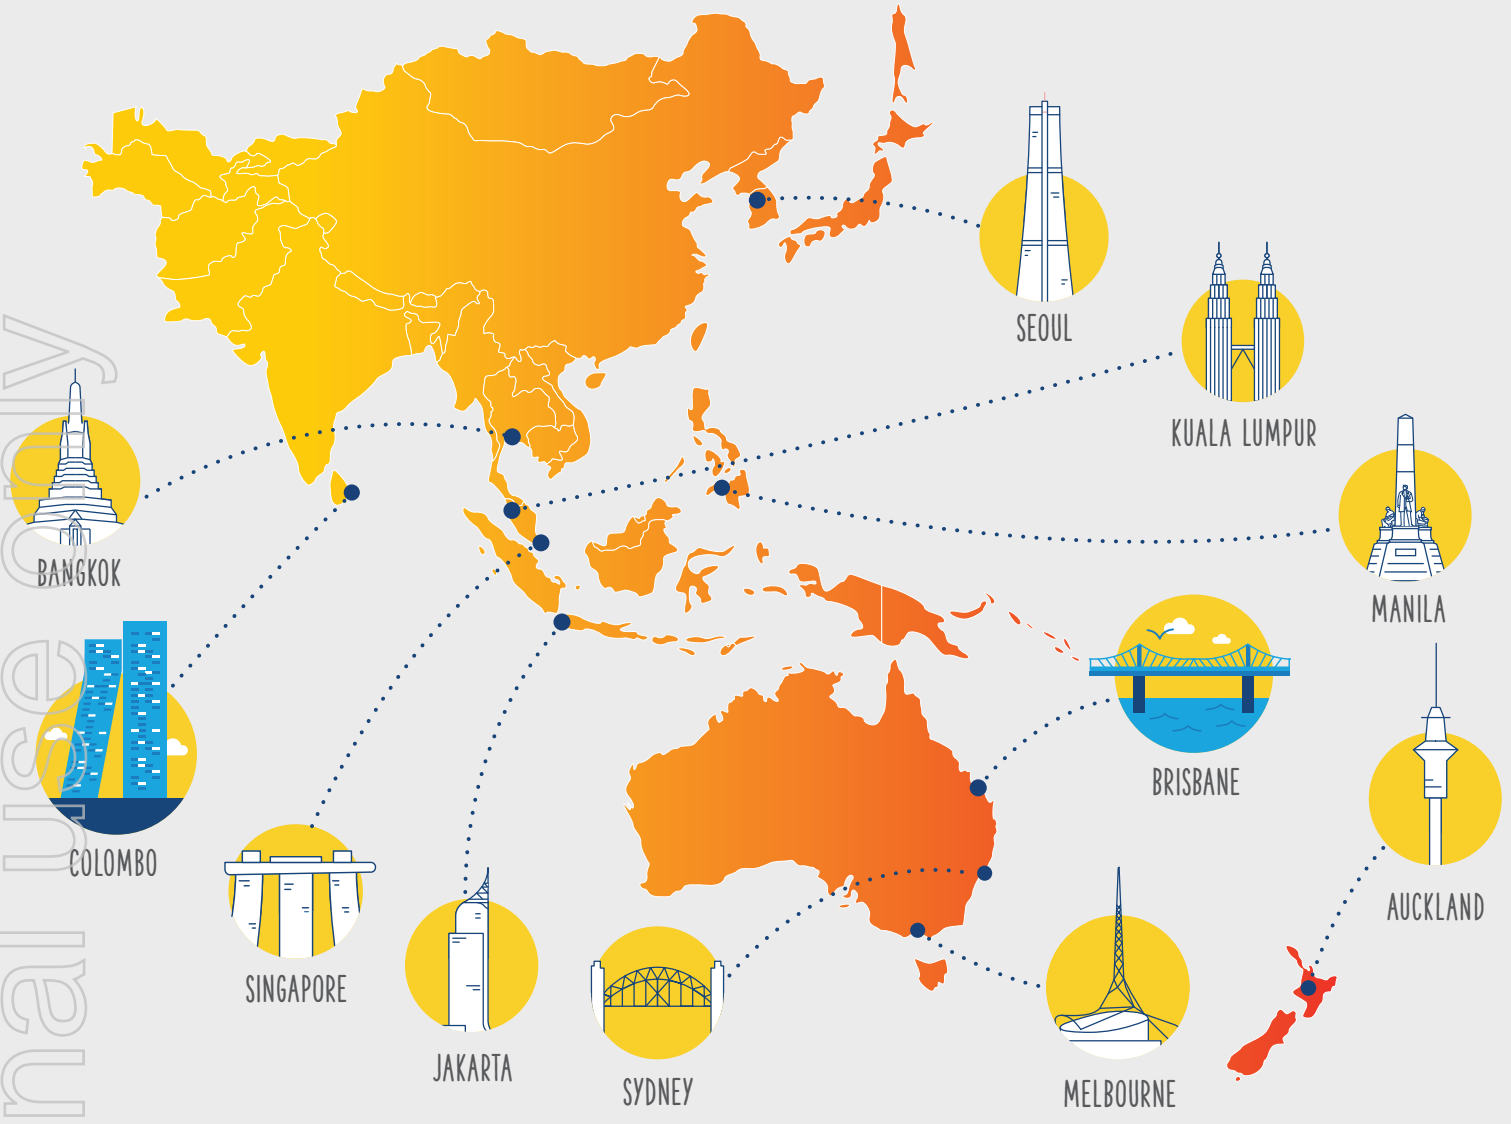 SEOUL
KUALA LUMPUR
BANGKOK
MANILA
BRISBANE
COLOMBO
AUCKLAND
SINGAPORE
JAKARTA
SYDNEY
MELBOURNE
nal use only